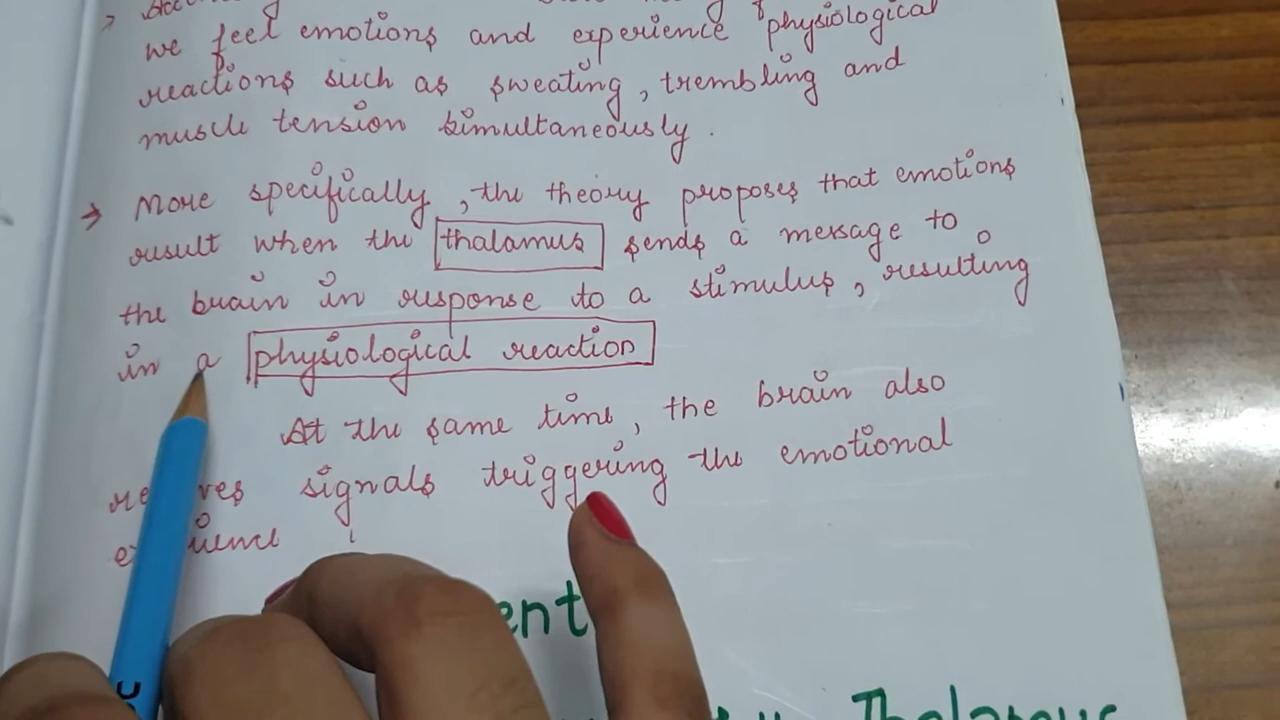 we feel emotions and experience physiological
reactions such as sweating, trembling and
muscle tension simultaneously.
→ More specifically, the theory proposes that emotions
result when the thalamus sends a message to
the brain in response to a stimulus, resulting
in a physiological reaction
At the same time, the brain also
signals triggering the emotional
Thalamus